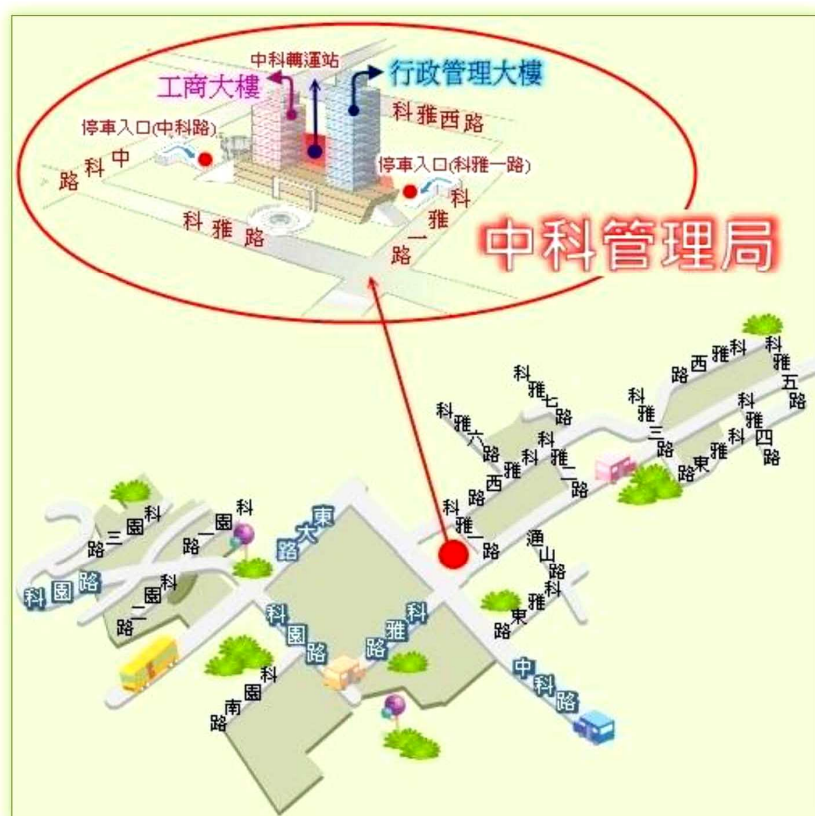 中科轉運站
工商大樓
行政管理大樓
停車入口(中科路)
科雅西路
停車入口(科雅一路)
中科路
科雅路
科雅一路
中科管理局
科雅西路
科雅五路
科雅七路
科雅三路
科雅四路
科雅六路
科雅東路
科雅二路
科雅西路
科雅一路
東大路
科園一路
科園三路
科園路
科園二路
通山路
科雅東路
科園路
科雅路
中科路
科園南路